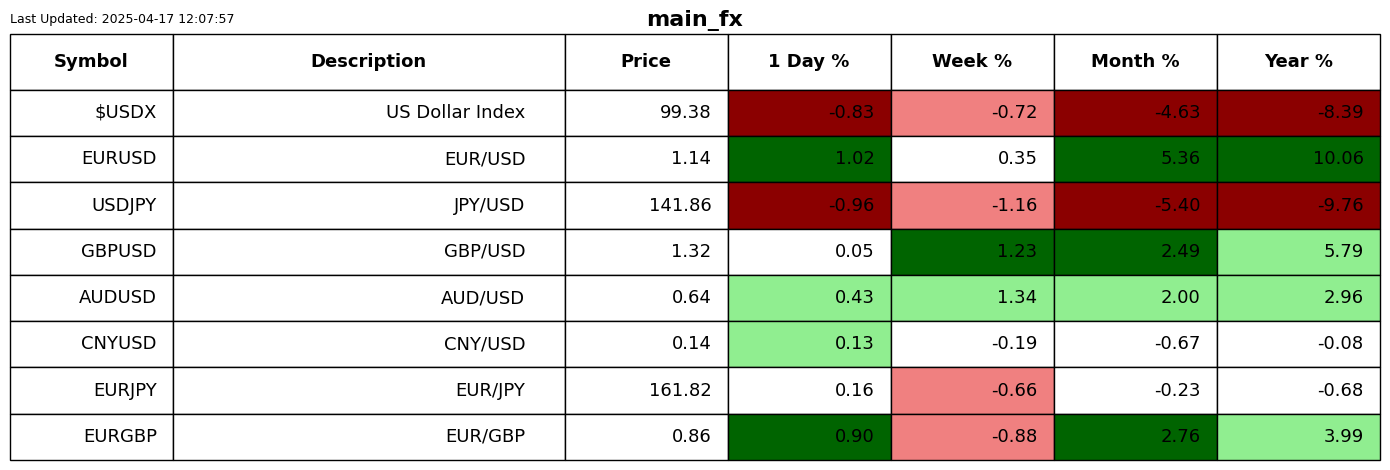 Last Updated: 2025-04-17 12:07:57
main_fx
Symbol Description Price 1 Day % Week % Month % Year %
$USDX US Dollar Index 99.38 -0.83 -0.72 -4.63 -8.39
EURUSD EUR/USD 1.14 1.02 0.35 5.36 10.06
USDJPY JPY/USD 141.86 -0.96 -1.16 -5.40 -9.76
GBPUSD GBP/USD 1.32 0.05 1.23 2.49 5.79
AUDUSD AUD/USD 0.64 0.43 1.34 2.00 2.96
CNYUSD CNY/USD 0.14 0.13 -0.19 -0.67 -0.08
EURJPY EUR/JPY 161.82 0.16 -0.66 -0.23 -0.68
EURGBP EUR/GBP 0.86 0.90 -0.88 2.76 3.99